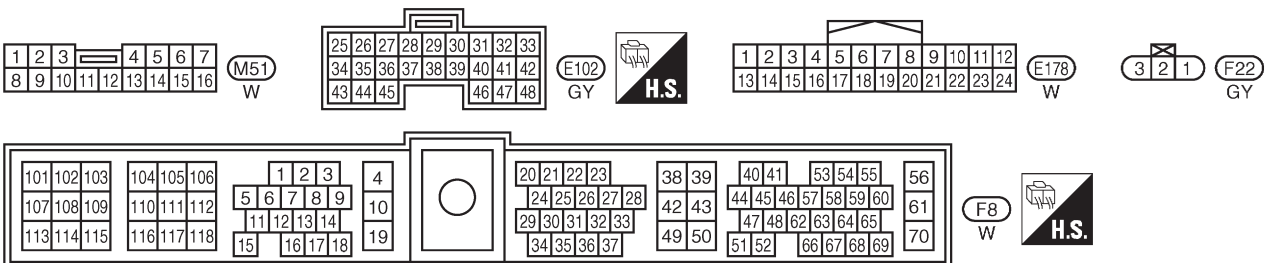 1 2 3 4 5 6 7
8 9 10 11 12 13 14 15 16
M51
W
25 26 27 28 29 30 31 32 33
34 35 36 37 38 39 40 41 42
43 44 45 46 47 48
E102
GY
H.S.
1 2 3 4 5 6 7 8 9 10 11 12
13 14 15 16 17 18 19 20 21 22 23 24
E178
W
3 2 1
F22
GY
101 102 103 104 105 106 1 2 3 4 20 21 22 23 38 39 40 41 53 54 55 56
107 108 109 110 111 112 5 6 7 8 9 10 24 25 26 27 28 42 43 44 45 46 57 58 59 60 61
11 12 13 14 29 30 31 32 33 47 48 62 63 64 65
113 114 115 116 117 118 15 16 17 18 19 34 35 36 37 49 50 51 52 66 67 68 69 70
F8
W
H.S.